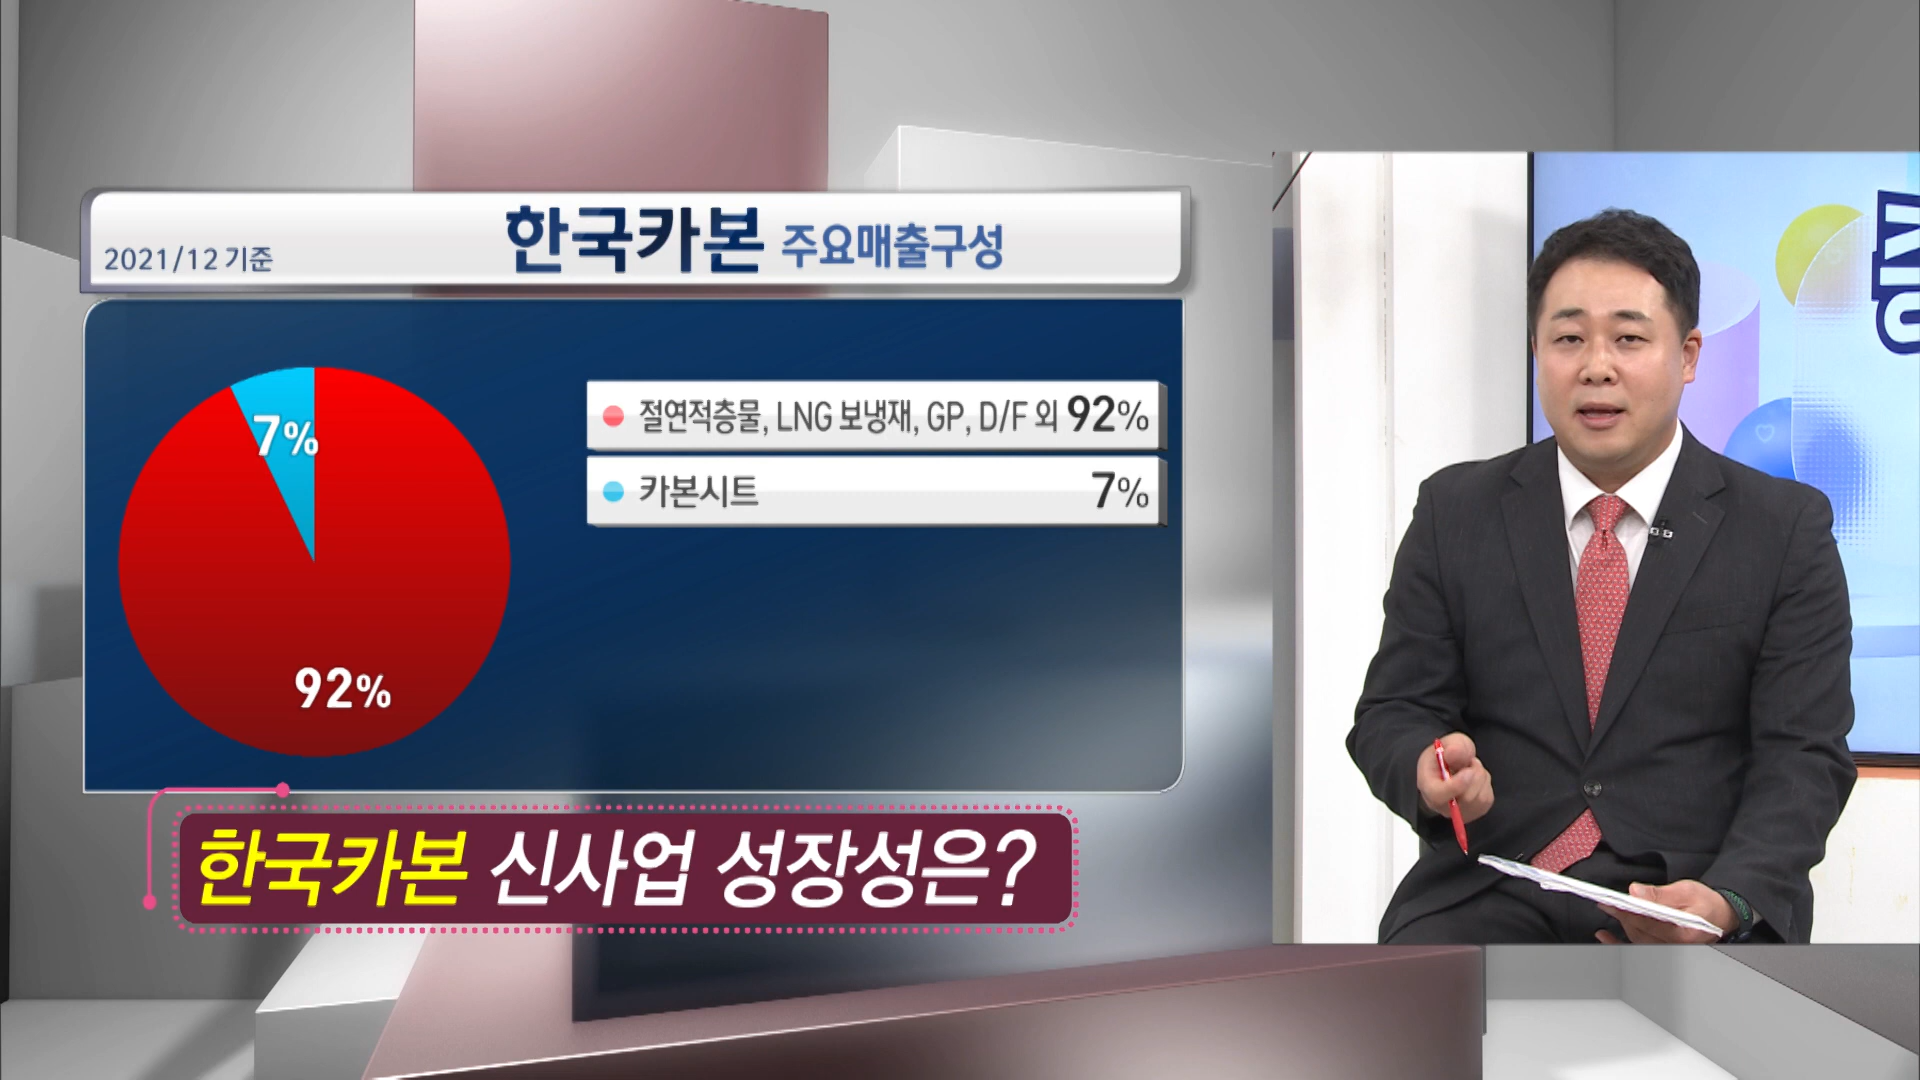 2021/12 기준
한국카본 주요매출구성
7%
92%
절연적층물, LNG 보냉재, GP, D/F 외 92%
카본시트 7%
한국카본 신사업 성장성은?